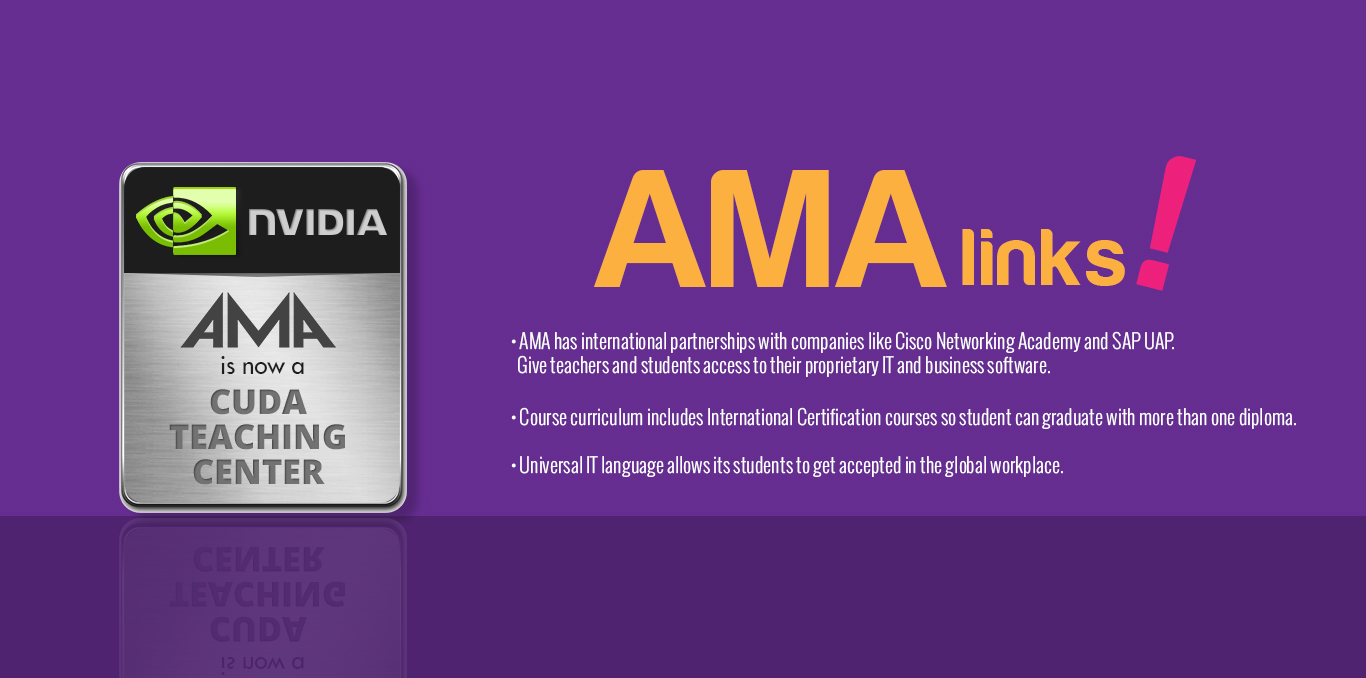 NVIDIA
AMA
is now a
CUDA
TEACHING
CENTER
AMA links!
• AMA has international partnerships with companies like Cisco Networking Academy and SAP UAP.
Give teachers and students access to their proprietary IT and business software.
• Course curriculum includes International Certification courses so student can graduate with more than one diploma.
• Universal IT language allows its students to get accepted in the global workplace.